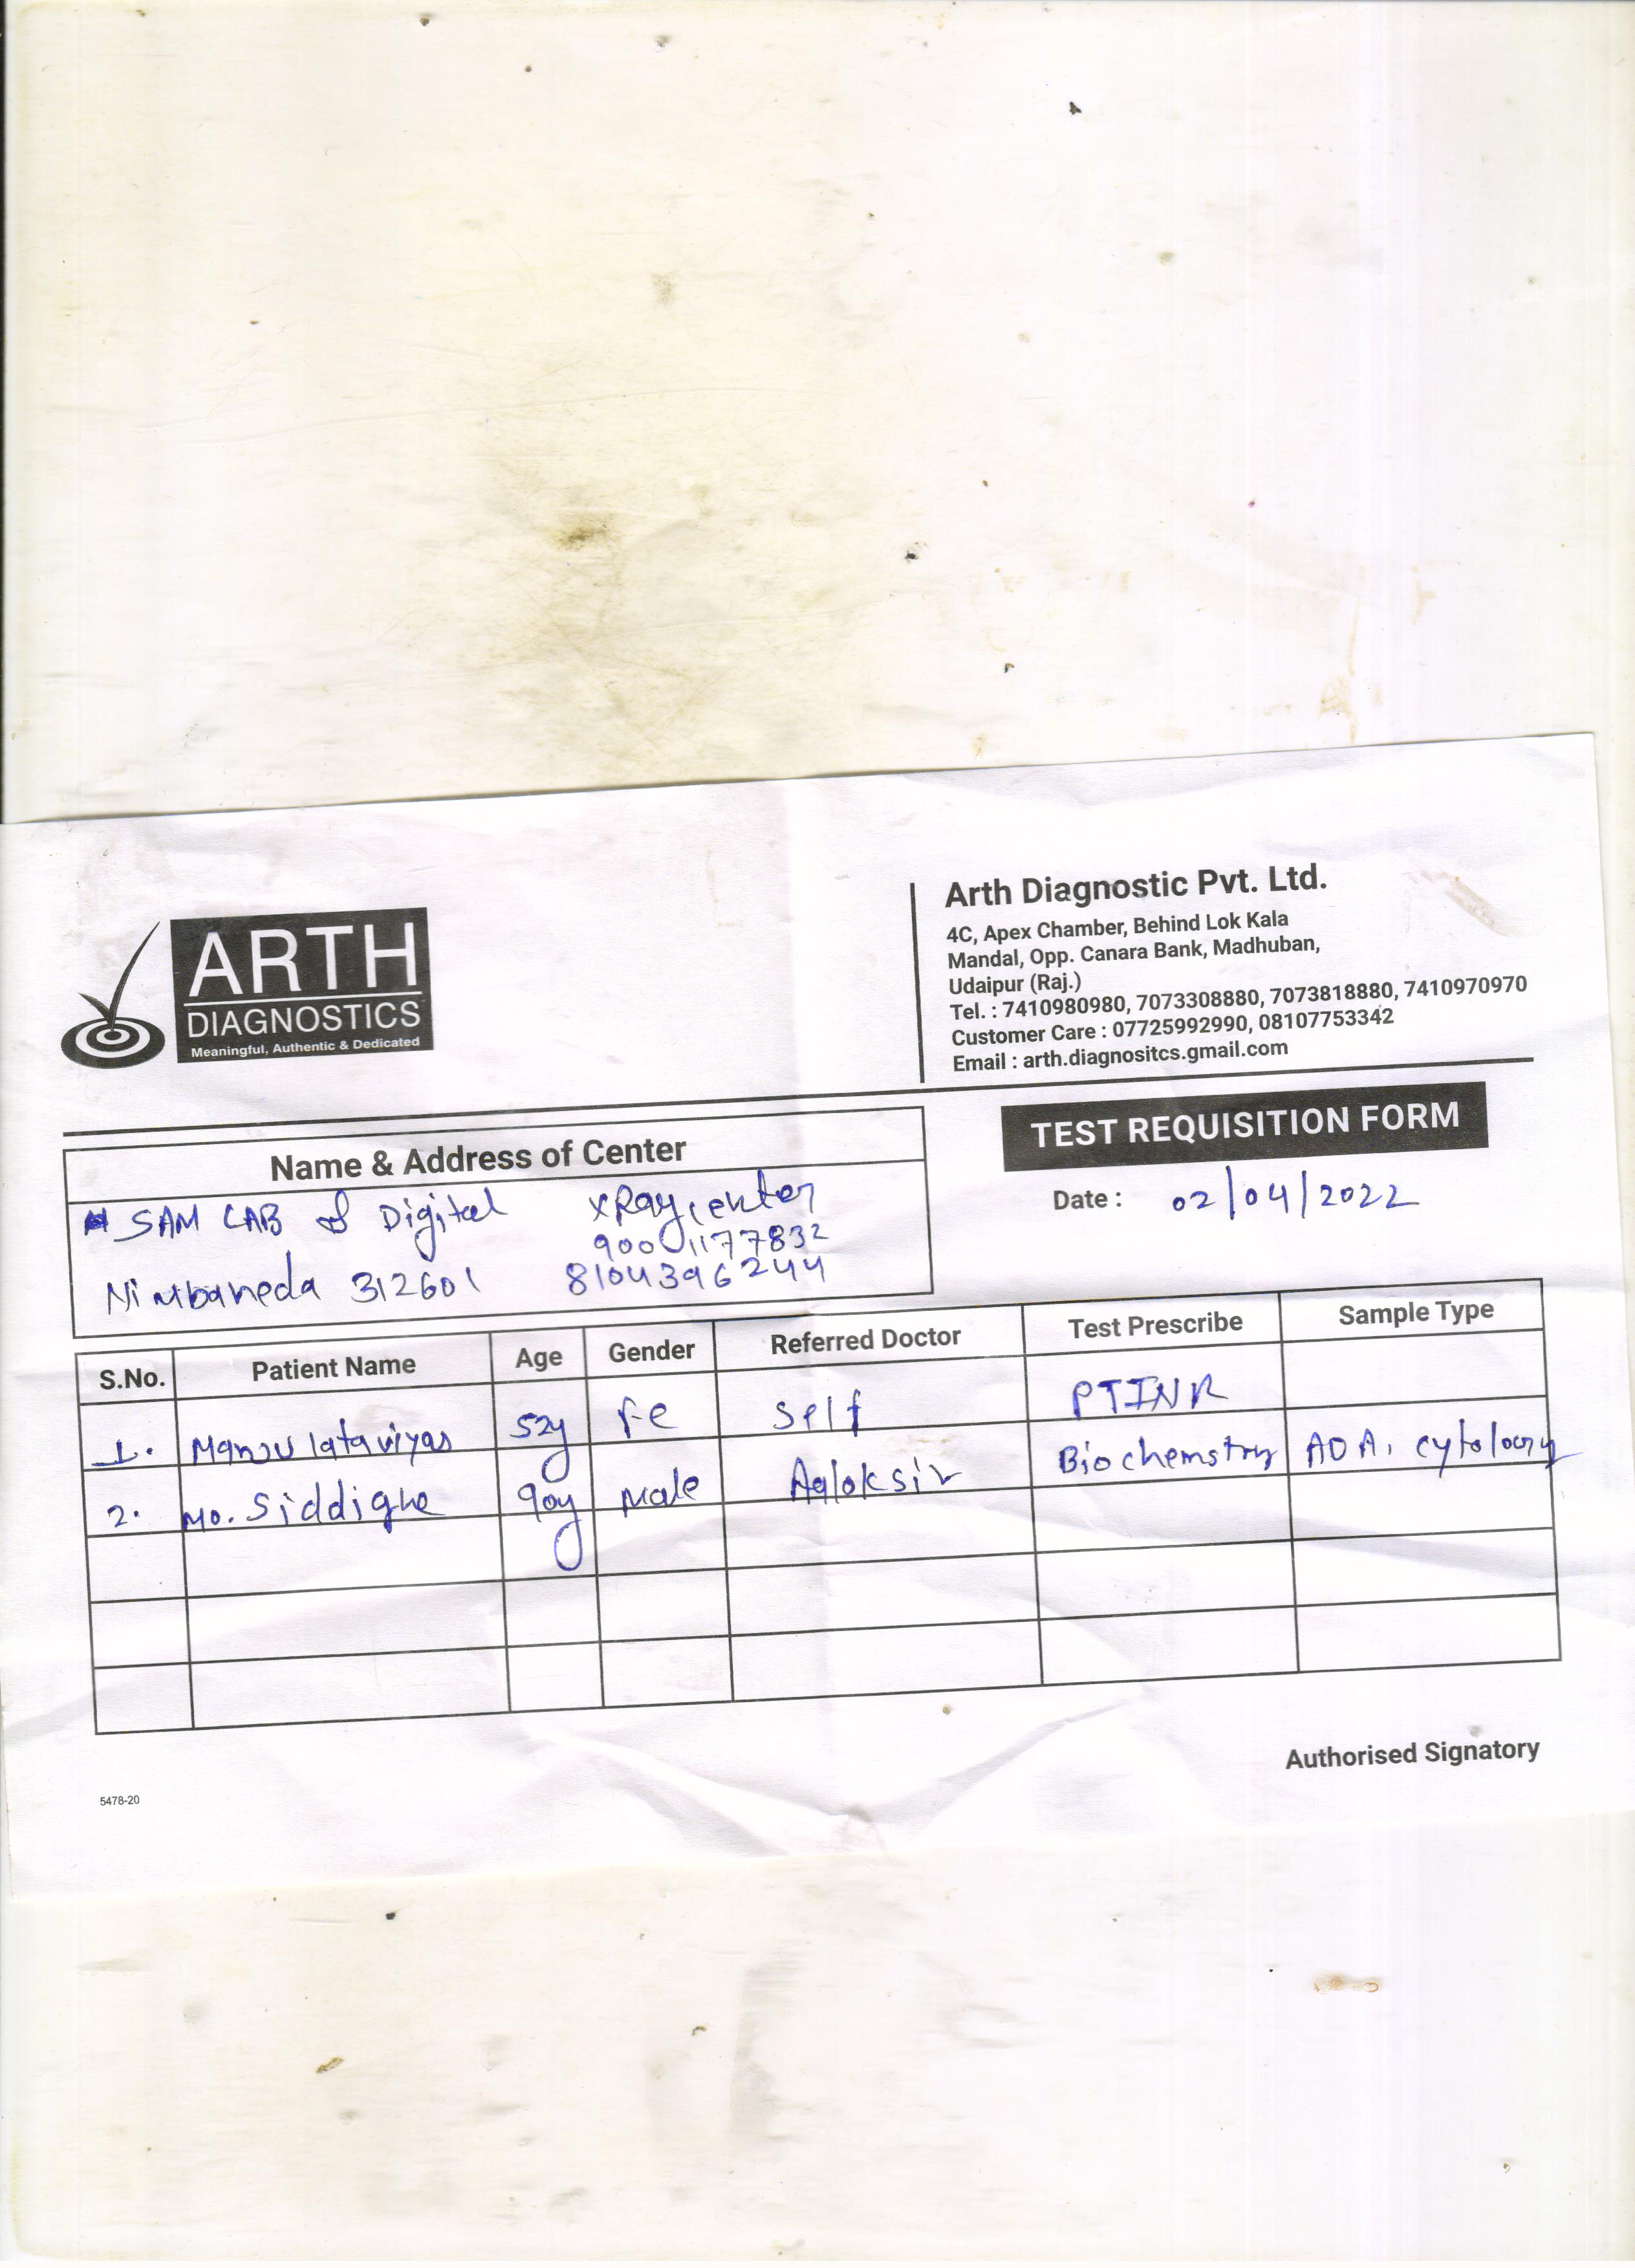 ARTH
DIAGNOSTICS
Meaningful, Authentic & Dedicated
Arth Diagnostic Pvt. Ltd.
4C, Apex Chamber, Behind Lok Kala
Mandal, Opp. Canara Bank, Madhuban,
Udaipur (Raj.)
Tel. : 7410980980, 7073308880, 7073818880, 7410970970
Customer Care : 07725992990, 08107753342
Email : arth.diagnositcs.gmail.com
TEST REQUISITION FORM
Date : 02/04/2022
Name & Address of Center
SAM LAB & Digital XRay center
9001177832
Nimbaheda 312601 8104396244
S.No. Patient Name Age Gender Referred Doctor Test Prescribe Sample Type
1. Manju lata viyas 52y Fe Self PTINR
2. Mo. Siddique 90y Male Aalok sir Biochemstry ADA, cytology
Authorised Signatory
5478-20